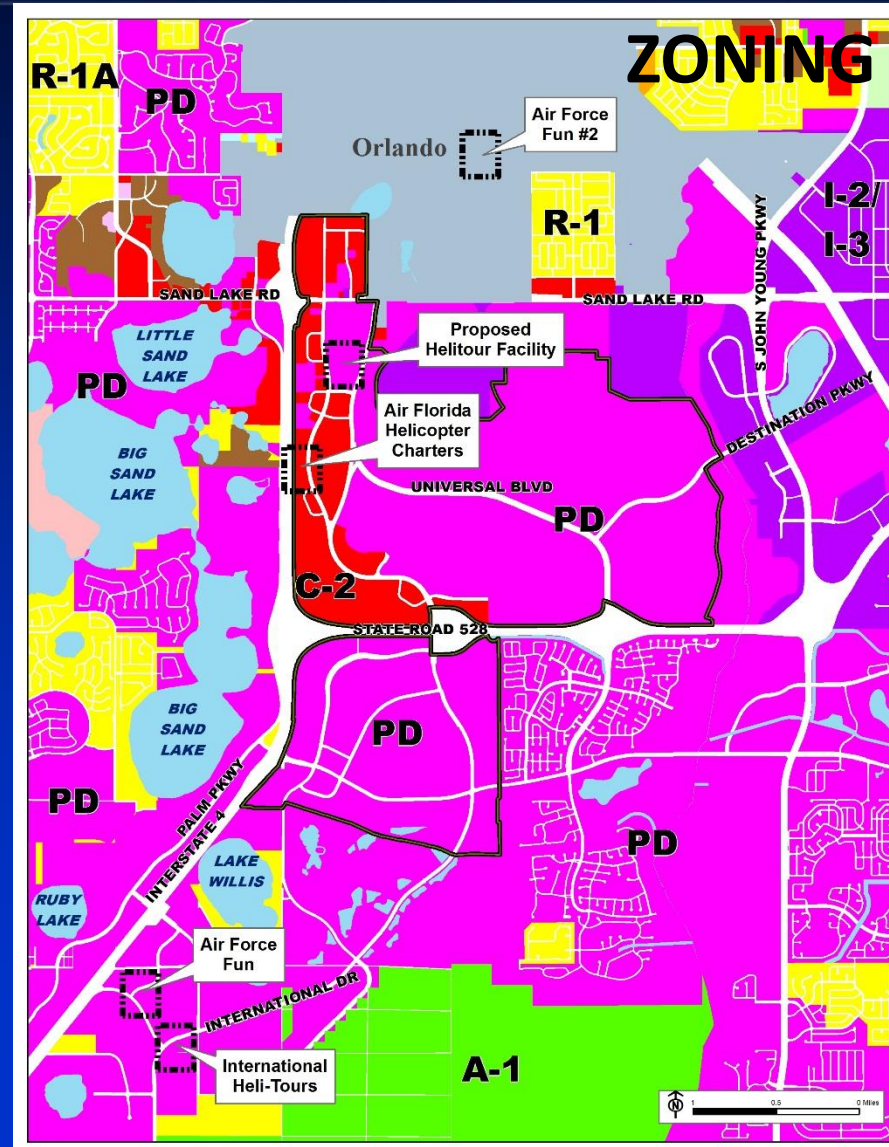 ZONING
R-1A
PD
Air Force
Fun #2
Orlando
R-1
I-2/
I-3
S JOHN YOUNG PKWY
SAND LAKE RD
SAND LAKE RD
LITTLE
SAND
LAKE
Proposed
Helitour Facility
PD
Air Florida
Helicopter
Charters
DESTINATION PKWY
BIG
SAND
LAKE
UNIVERSAL BLVD
PD
C-2
STATE ROAD 528
BIG
SAND
LAKE
PD
PD
PALM PKWY
INTERSTATE 4
PD
LAKE
WILLIS
RUBY
LAKE
Air Force
Fun
INTERNATIONAL DR
International
Heli-Tours
A-1
N
1 0.5 0 Miles